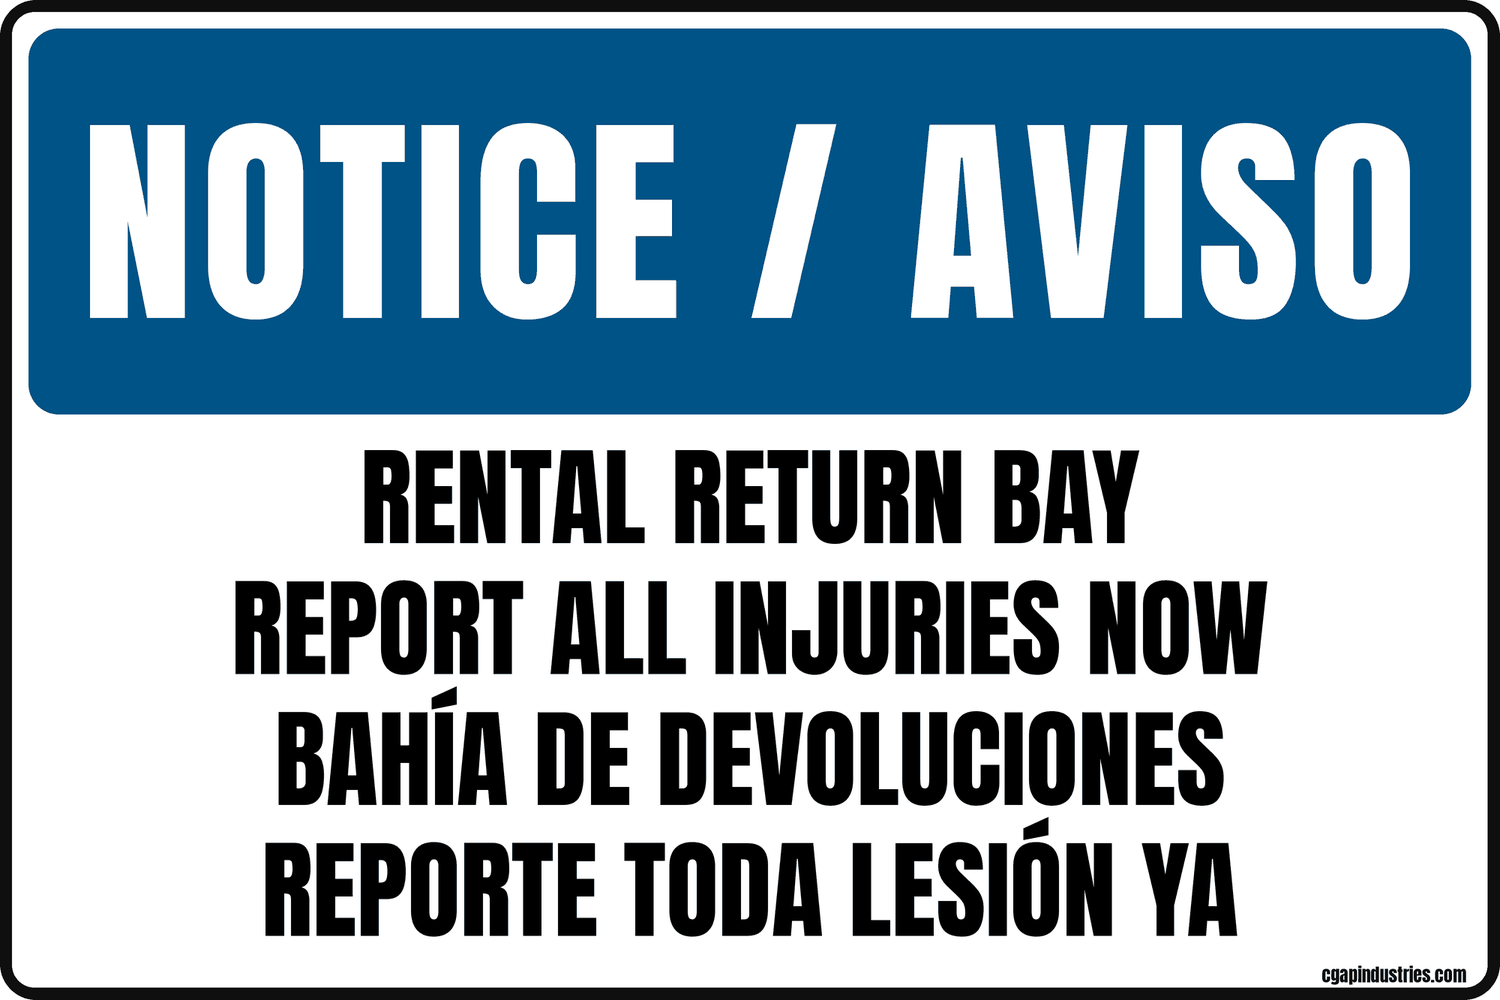 NOTICE / AVISO
RENTAL RETURN BAY
REPORT ALL INJURIES NOW
BAHÍA DE DEVOLUCIONES
REPORTE TODA LESIÓN YA
cgapindustries.com